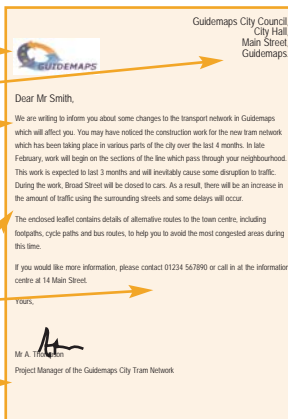 Guidemaps City Council,
City Hall,
Main Street,
Guidemaps.
GUIDEMAPS
Dear Mr Smith,
We are writing to inform you about some changes to the transport network in Guidemaps
which will affect you. You may have noticed the construction work for the new tram network
which has been taking place in various parts of the city over the last 4 months. In late
February, work will begin on the sections of the line which pass through your neighbourhood.
This work is expected to last 3 months and will inevitably cause some disruption to traffic.
During the work, Broad Street will be closed to cars. As a result, there will be an increase in
the amount of traffic using the surrounding streets and some delays will occur.
The enclosed leaflet contains details of alternative routes to the town centre, including
footpaths, cycle paths and bus routes, to help you to avoid the most congested areas during
this time.
If you would like more information, please contact 01234 567890 or call in at the information
centre at 14 Main Street.
Yours,
Mr A. Thompson
Project Manager of the Guidemaps City Tram Network